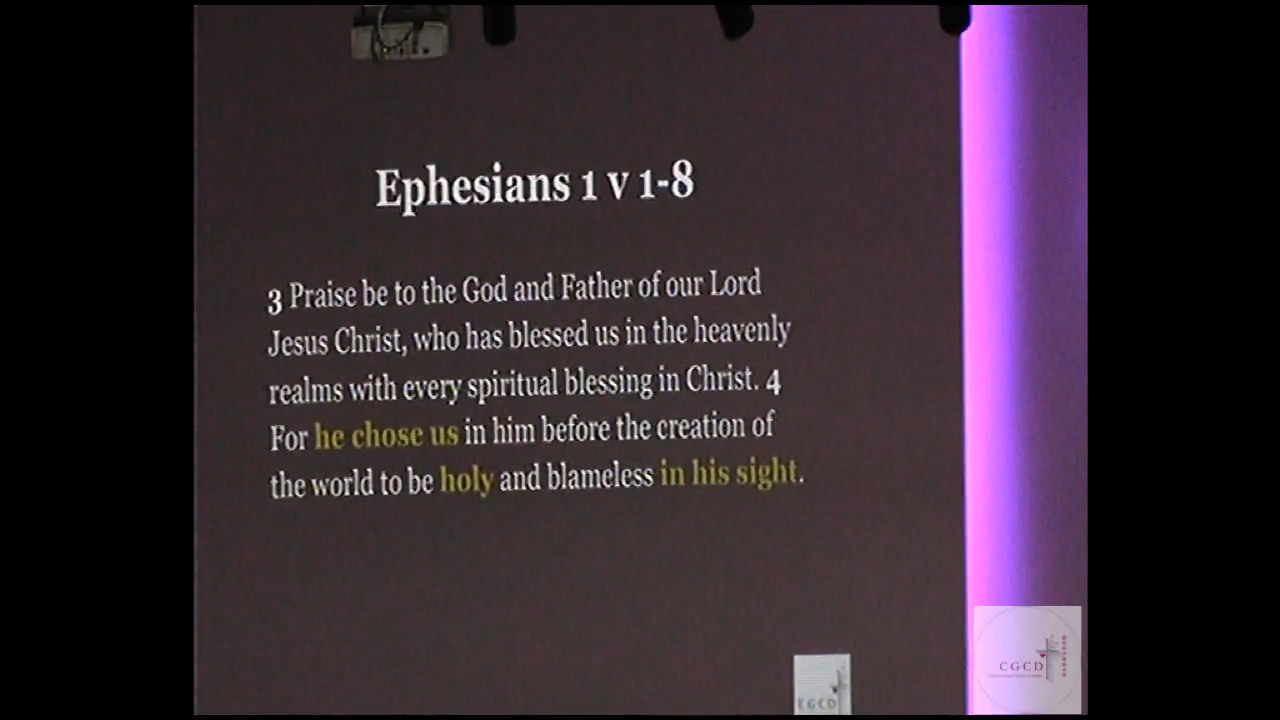 Ephesians 1 v 1-8
3 Praise be to the God and Father of our Lord
Jesus Christ, who has blessed us in the heavenly
realms with every spiritual blessing in Christ. 4
For he chose us in him before the creation of
the world to be holy and blameless in his sight.
CGCD
CGCD